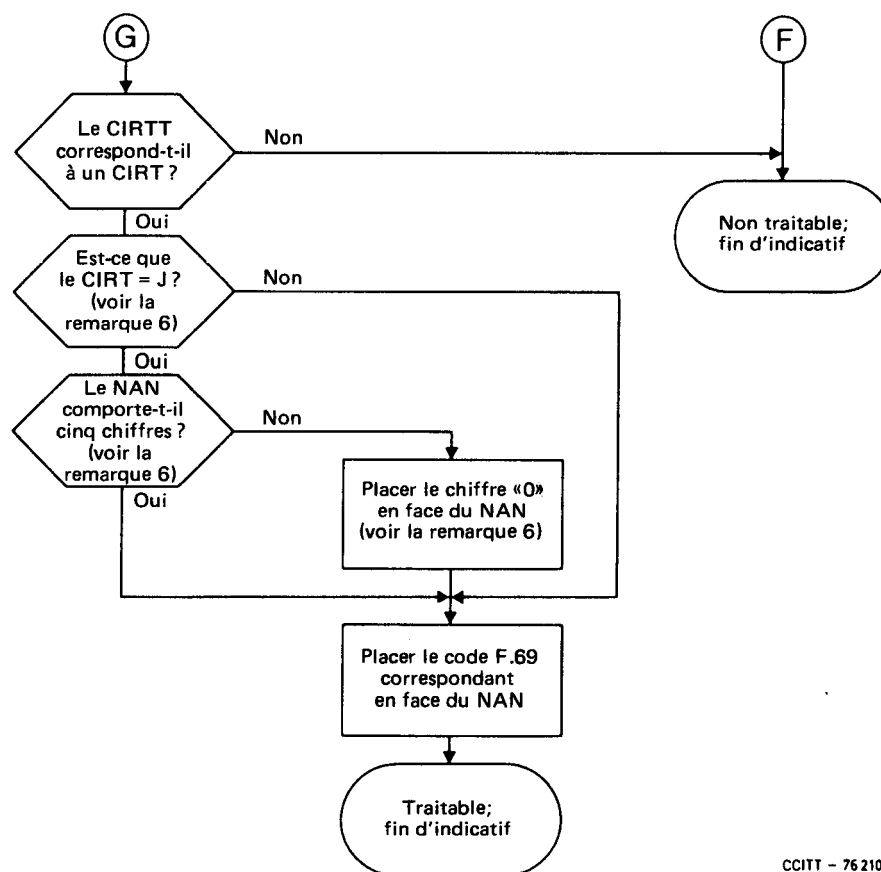 G
F
Le CIRTT
correspond-t-il
à un CIRT ?
Non
Oui
Non traitable;
fin d'indicatif
Est-ce que
le CIRT = J ?
(voir la
remarque 6)
Non
Oui
Le NAN
comporte-t-il
cinq chiffres ?
(voir la
remarque 6)
Non
Oui
Placer le chiffre «0»
en face du NAN
(voir la remarque 6)
Placer le code F.69
correspondant
en face du NAN
Traitable;
fin d'indicatif
CCITT – 76210